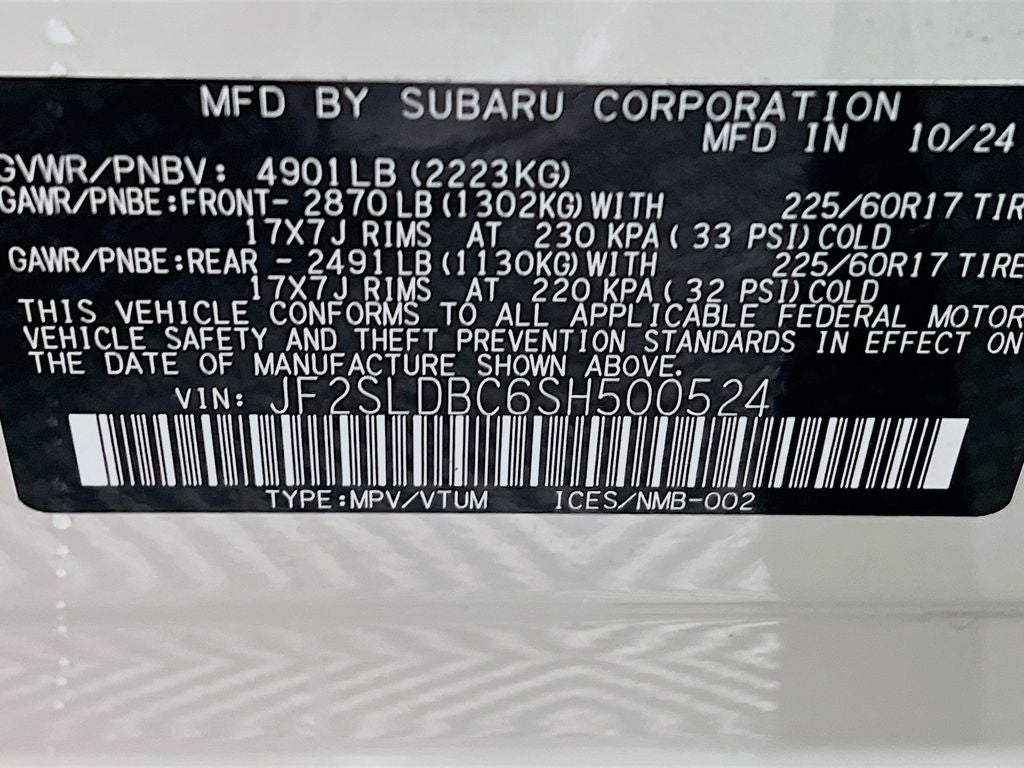 MFD BY SUBARU CORPORATION
MFD IN 10/24
GVWR/PNBV: 4901LB (2223KG)
GAWR/PNBE:FRONT- 2870 LB(1302KG)WITH 225/60R17 TIR
17X7J RIMS AT 230 KPA( 33 PSI)COLD
GAWR/PNBE:REAR - 2491LB(1130KG)WITH 225/60R17 TIRE
17X7J RIMS AT 220 KPA( 32 PSI)COLD
THIS VEHICLE CONFORMS TO ALL APPLICABLE FEDERAL MOTOR
VEHICLE SAFETY AND THEFT PREVENTION STANDARDS IN EFFECT ON
THE DATE OF MANUFACTURE SHOWN ABOVE.
VIN: JF2SLDBC6SH500524
TYPE:MPV/VTUM ICES/NMB-002